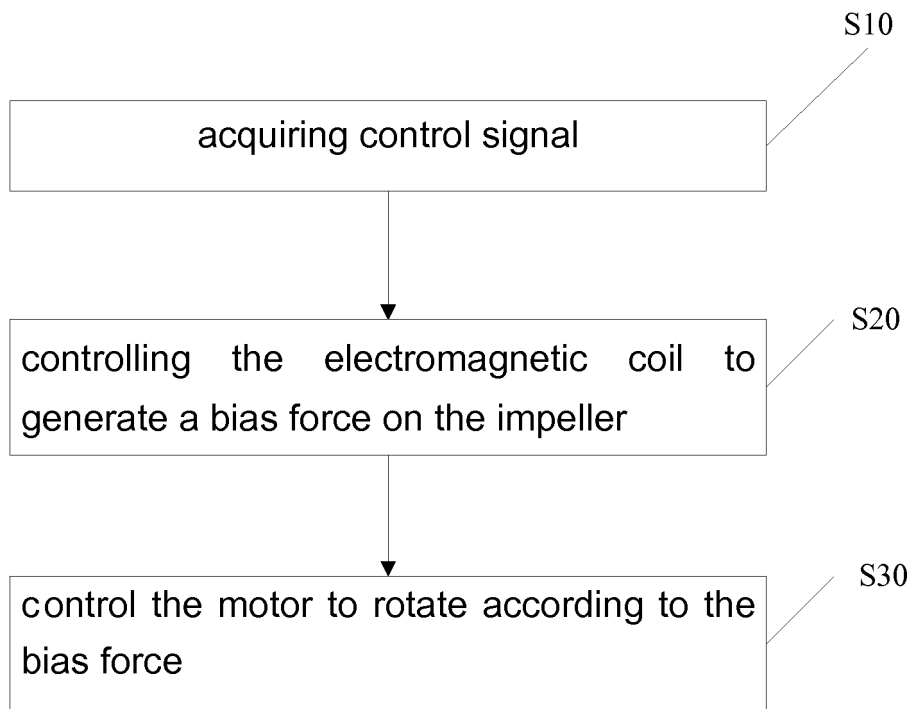 S10
acquiring control signal
S20
controlling the electromagnetic coil to
generate a bias force on the impeller
S30
control the motor to rotate according to the
bias force